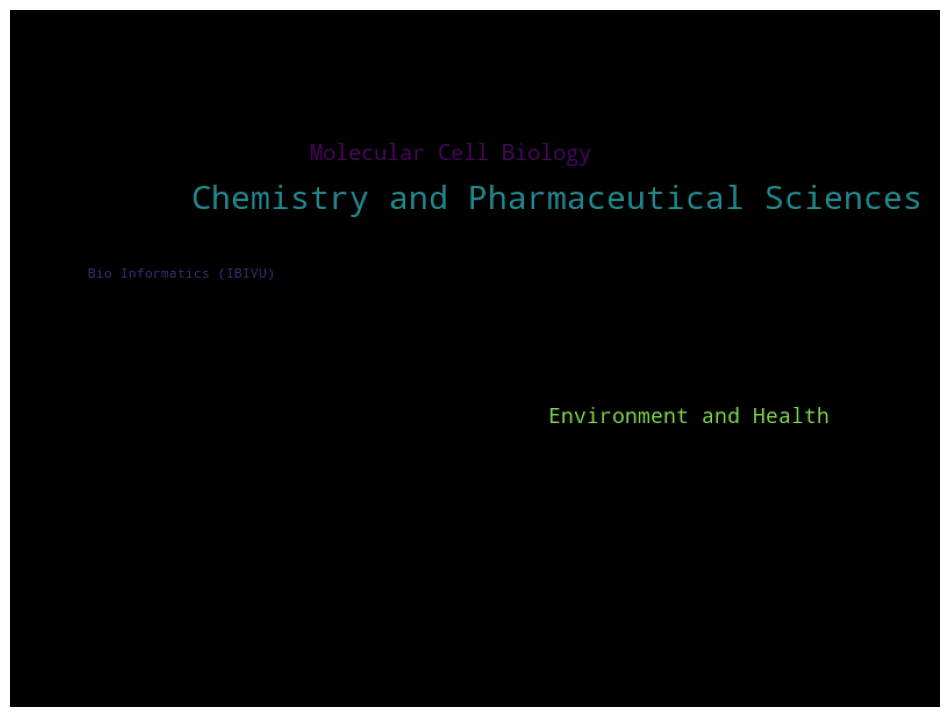 Molecular Cell Biology
Chemistry and Pharmaceutical Sciences
Bio Informatics (IBIVU)
Environment and Health